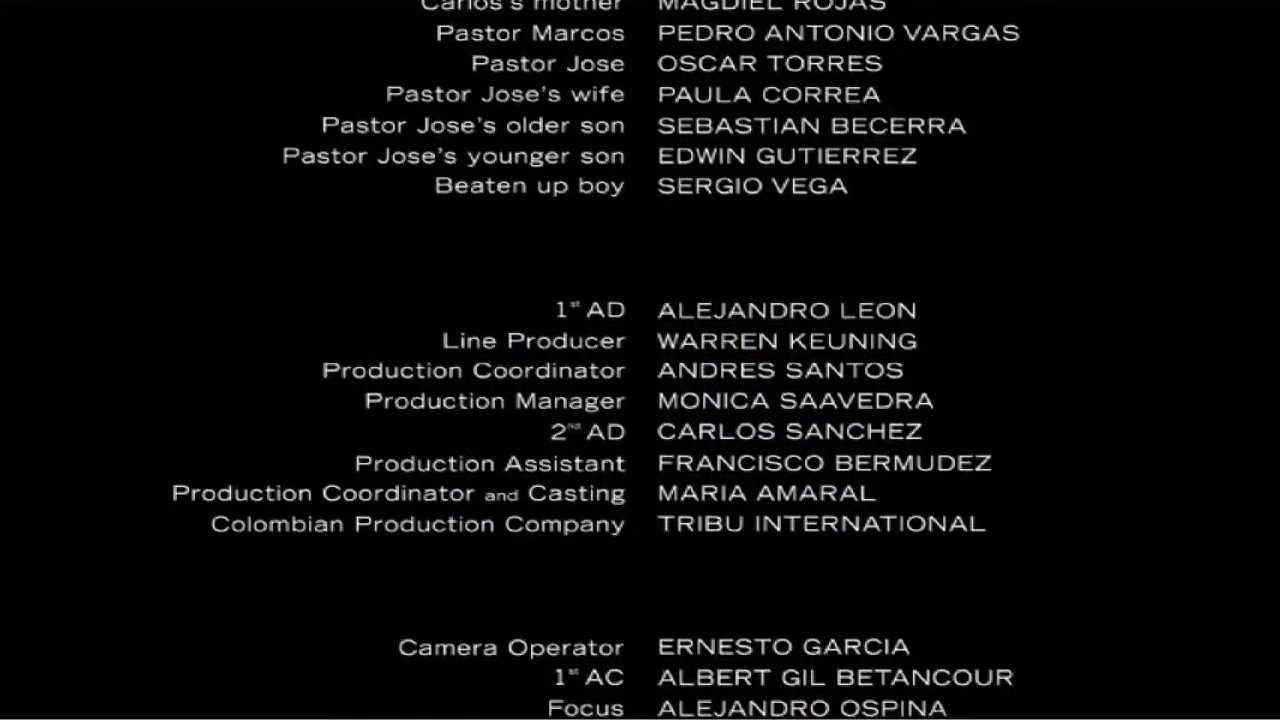 Carlos's mother MAGDIEL ROJAS
Pastor Marcos PEDRO ANTONIO VARGAS
Pastor Jose OSCAR TORRES
Pastor Jose's wife PAULA CORREA
Pastor Jose's older son SEBASTIAN BECERRA
Pastor Jose's younger son EDWIN GUTIERREZ
Beaten up boy SERGIO VEGA
1st AD ALEJANDRO LEON
Line Producer WARREN KEUNING
Production Coordinator ANDRES SANTOS
Production Manager MONICA SAAVEDRA
2nd AD CARLOS SANCHEZ
Production Assistant FRANCISCO BERMUDEZ
Production Coordinator and Casting MARIA AMARAL
Colombian Production Company TRIBU INTERNATIONAL
Camera Operator ERNESTO GARCIA
1st AC ALBERT GIL BETANCOUR
Focus ALEJANDRO OSPINA